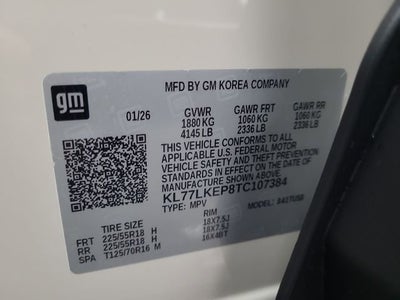 gm
MFD BY GM KOREA COMPANY
01/26 GVWR GAWR FRT GAWR RR
1880 KG 1060 KG 1060 KG
4145 LB 2336 LB 2336 LB
THIS VEHICLE CONFORMS TO ALL
APPLICABLE U.S. FEDERAL MOTOR
VEHICLE SAFETY AND THEFT PREVENTION
STANDARDS IN EFFECT ON THE DATE OF
MANUFACTURE SHOWN ABOVE.
KL77LKEP8TC107384
TYPE: MPV MODEL:
TIRE SIZE RIM
FRT 225/55R18 H 18X7.5J
RR 225/55R18 H 18X7.5J
SPA T125/70R16 M 16X4BT